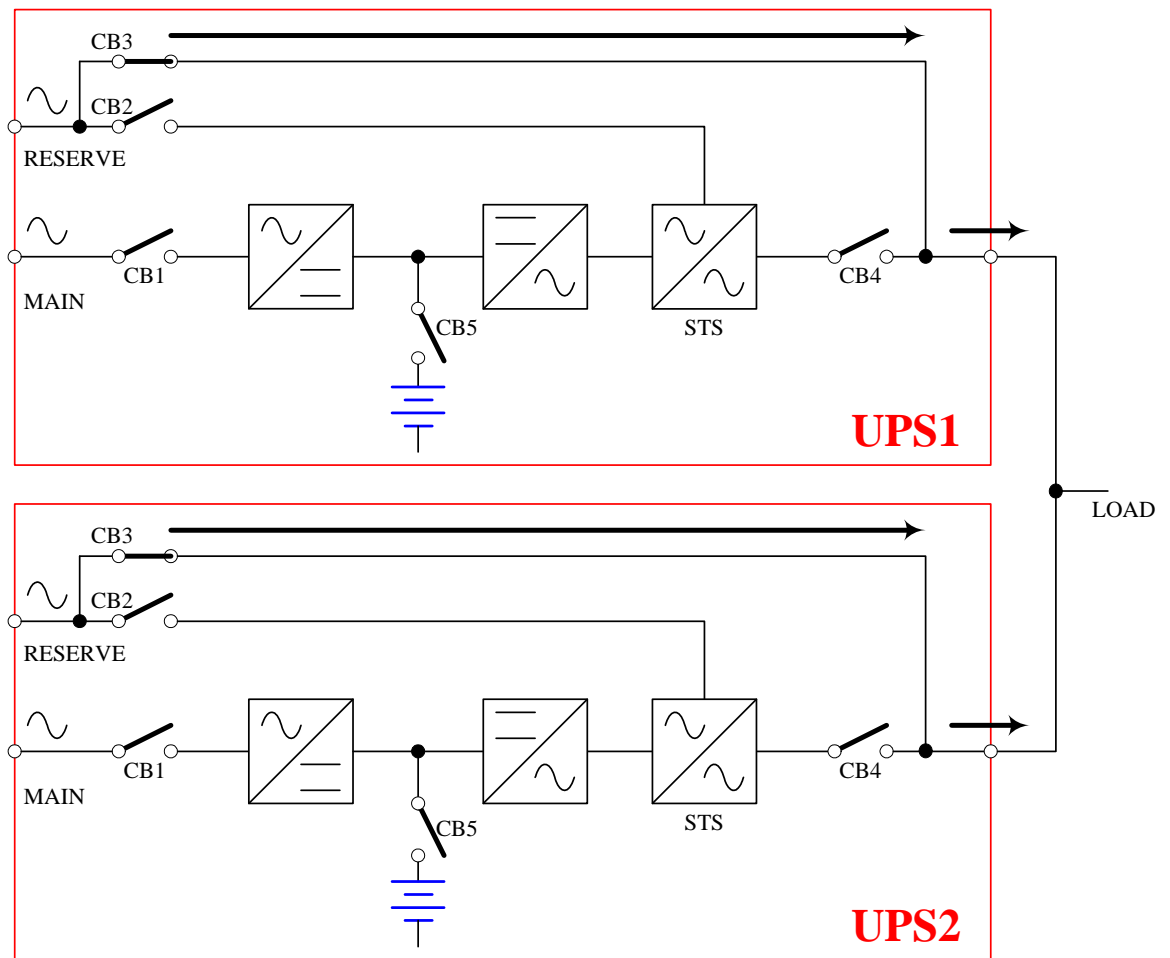 CB3
CB2
RESERVE
CB1
CB4
MAIN
CB5
STS
UPS1
LOAD
CB3
CB2
RESERVE
CB1
CB4
MAIN
CB5
STS
UPS2